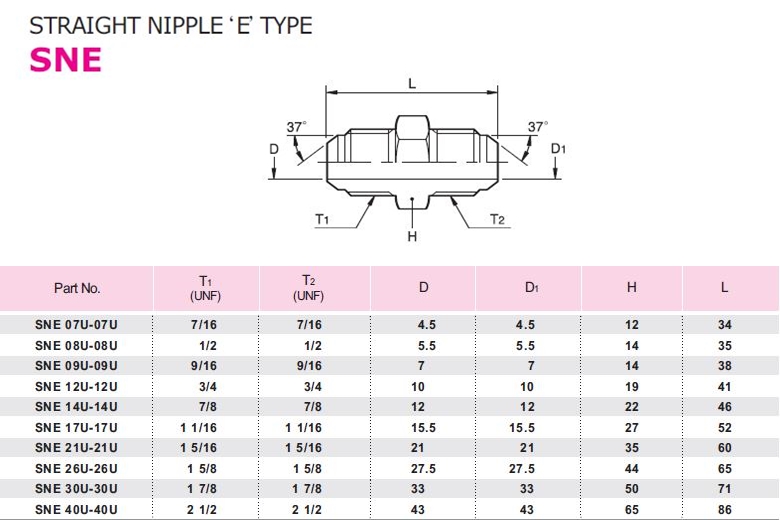 STRAIGHT NIPPLE ‘E’ TYPE
SNE
L
37° 37°
D D1
T1 T2
H
Part No. T1 (UNF) T2 (UNF) D D1 H L
SNE 07U-07U 7/16 7/16 4.5 4.5 12 34
SNE 08U-08U 1/2 1/2 5.5 5.5 14 35
SNE 09U-09U 9/16 9/16 7 7 14 38
SNE 12U-12U 3/4 3/4 10 10 19 41
SNE 14U-14U 7/8 7/8 12 12 22 46
SNE 17U-17U 1 1/16 1 1/16 15.5 15.5 27 52
SNE 21U-21U 1 5/16 1 5/16 21 21 35 60
SNE 26U-26U 1 5/8 1 5/8 27.5 27.5 44 65
SNE 30U-30U 1 7/8 1 7/8 33 33 50 71
SNE 40U-40U 2 1/2 2 1/2 43 43 65 86